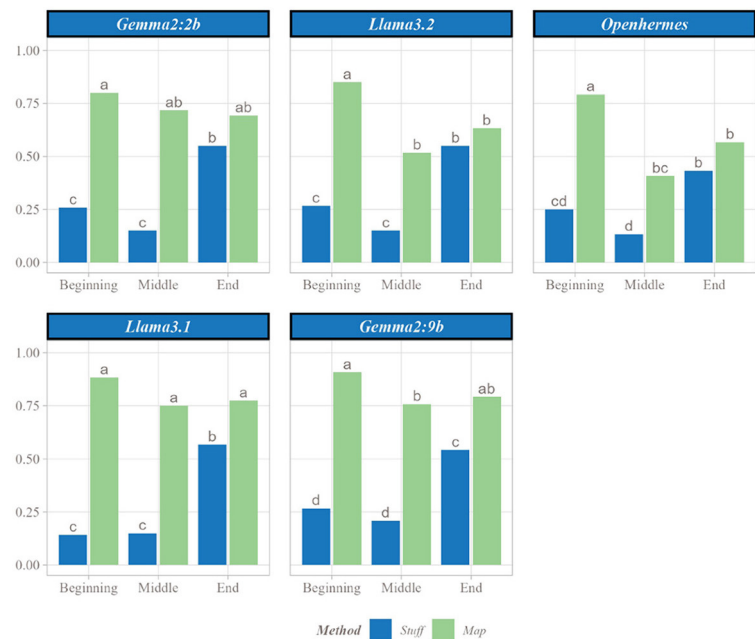 Gemma2:2b Llama3.2 Openhermes
1.00
0.75
0.50
0.25
0.00
a ab ab c c b
a b b c c b
a bc b cd d b
Beginning Middle End
Beginning Middle End
Beginning Middle End
Llama3.1 Gemma2:9b
1.00
0.75
0.50
0.25
0.00
a a a c c b
a b ab d d c
Beginning Middle End
Beginning Middle End
Method Stuff Map